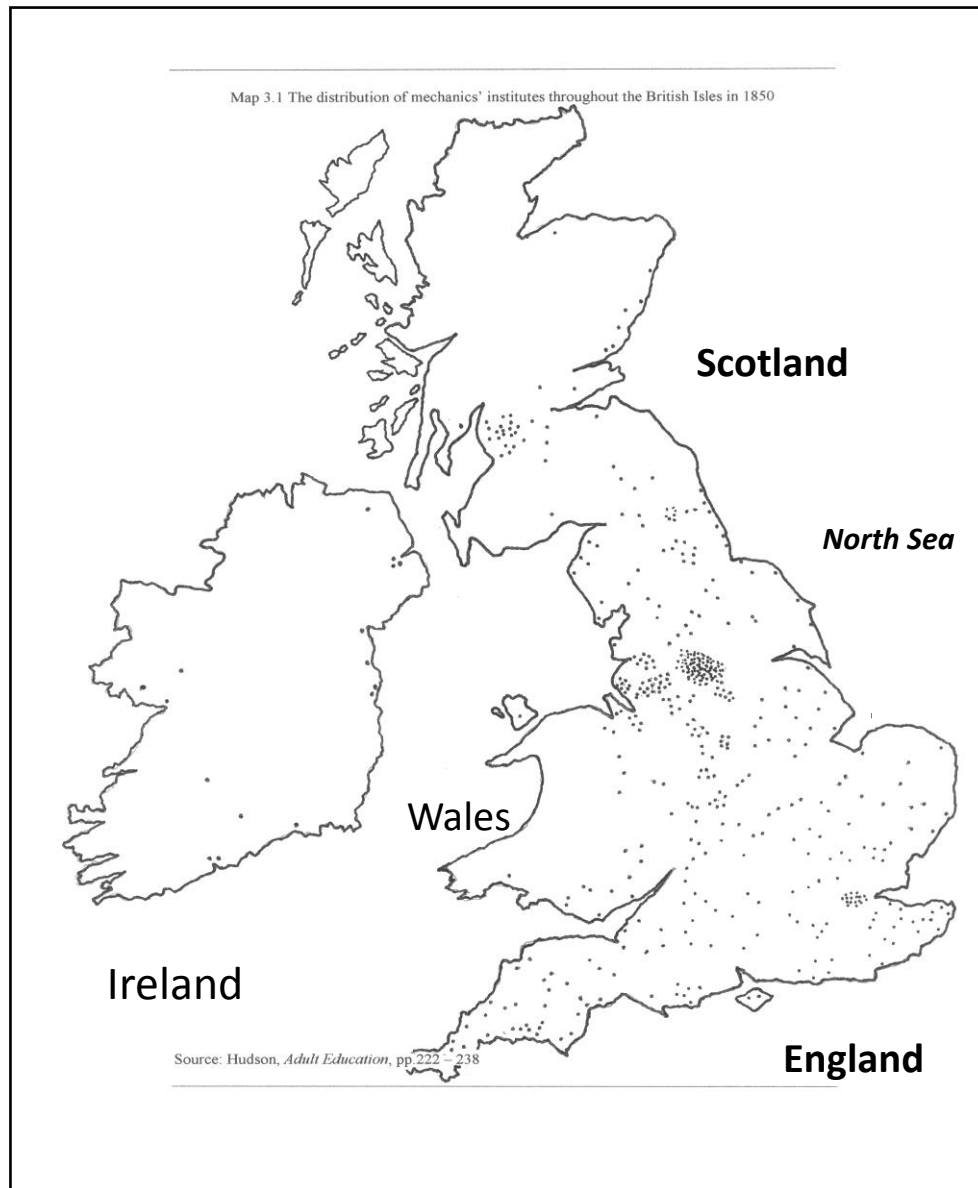 Map 3.1 The distribution of mechanics' institutes throughout the British Isles in 1850
Scotland
North Sea
Wales
Ireland
England
Source: Hudson, Adult Education, pp.222 – 238